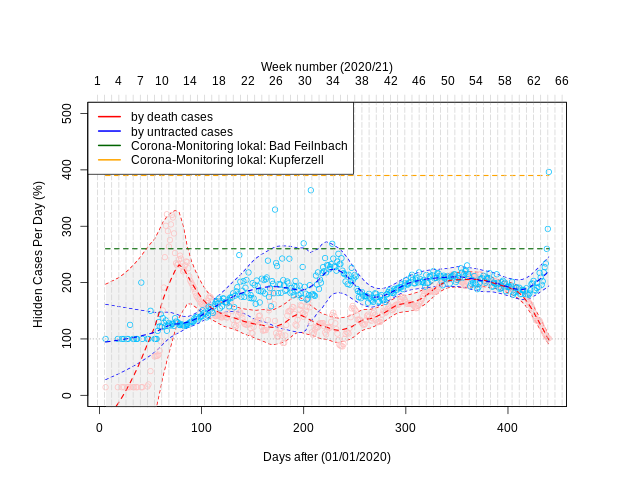 Week number (2020/21)
1 4 7 10 14 18 22 26 30 34 38 42 46 50 54 58 62 66
by death cases
by untracted cases
Corona-Monitoring lokal: Bad Feilnbach
Corona-Monitoring lokal: Kupferzell
Hidden Cases Per Day (%)
500
400
300
200
100
0
0 100 200 300 400
Days after (01/01/2020)